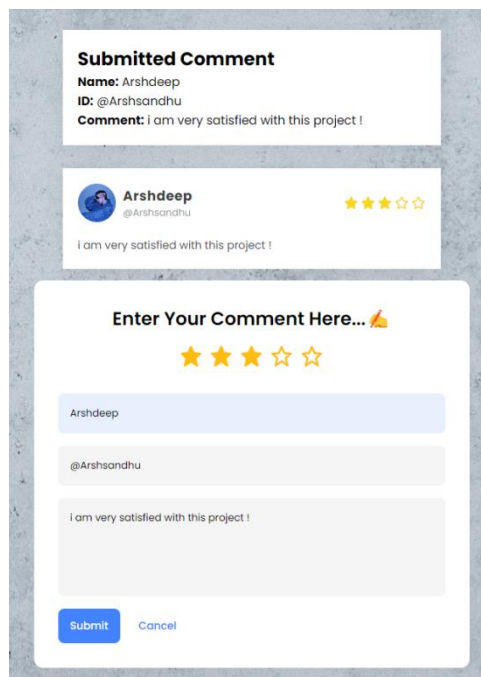 Submitted Comment
Name: Arshdeep
ID: @Arshsandhu
Comment: i am very satisfied with this project !
Arshdeep
@Arshsandhu
i am very satisfied with this project !
Enter Your Comment Here...✍️
Arshdeep
@Arshsandhu
i am very satisfied with this project !
Submit
Cancel